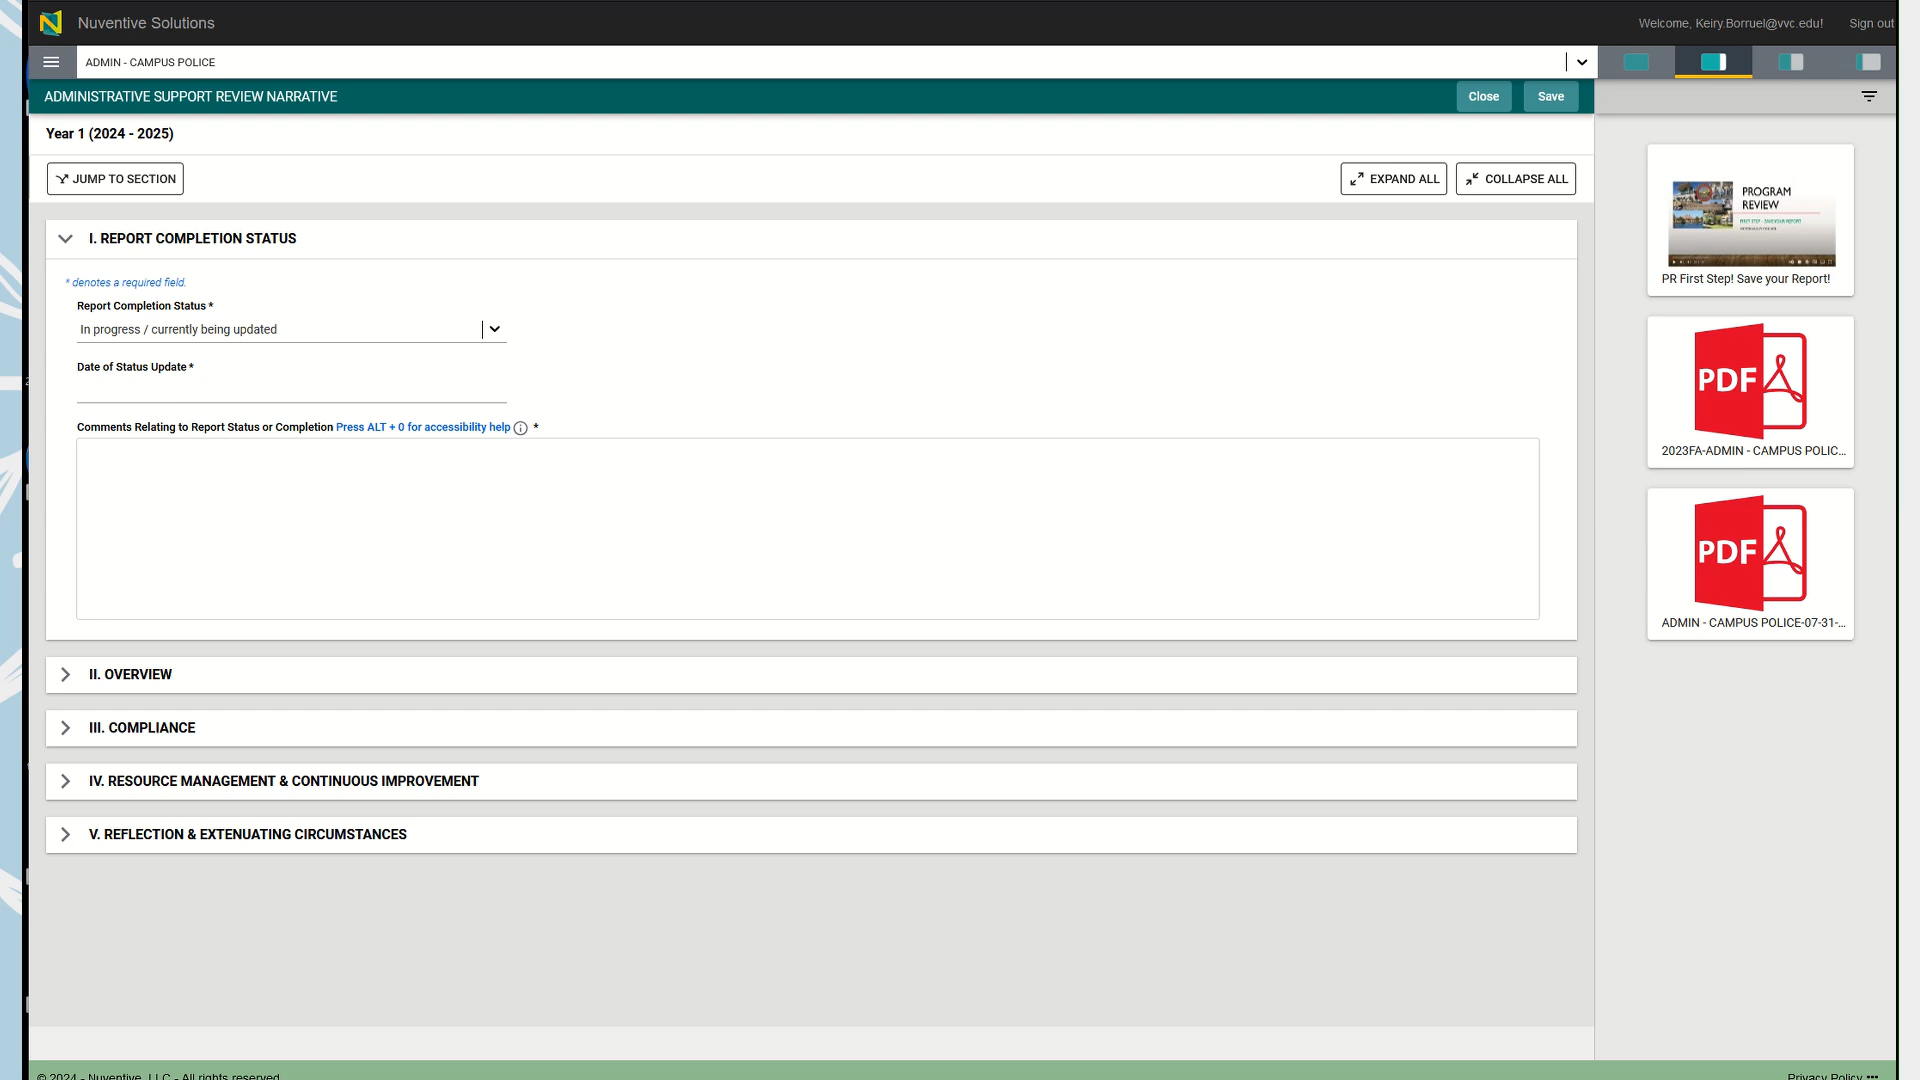 Nuventive Solutions
Welcome, Keiry.Borruel@vvc.edu!
Sign out
ADMIN - CAMPUS POLICE
ADMINISTRATIVE SUPPORT REVIEW NARRATIVE
Close
Save
Year 1 (2024 - 2025)
JUMP TO SECTION
EXPAND ALL
COLLAPSE ALL
I. REPORT COMPLETION STATUS
* denotes a required field.
Report Completion Status *
In progress / currently being updated
Date of Status Update *
Comments Relating to Report Status or Completion Press ALT + 0 for accessibility help *
II. OVERVIEW
III. COMPLIANCE
IV. RESOURCE MANAGEMENT & CONTINUOUS IMPROVEMENT
V. REFLECTION & EXTENUATING CIRCUMSTANCES
PROGRAM
REVIEW
FIRST STEP - SAVE YOUR REPORT
PR First Step! Save your Report!
PDF
2023FA-ADMIN - CAMPUS POLIC...
PDF
ADMIN - CAMPUS POLICE-07-31-...
© 2024 - Nuventive, LLC - All rights reserved
Privacy Policy